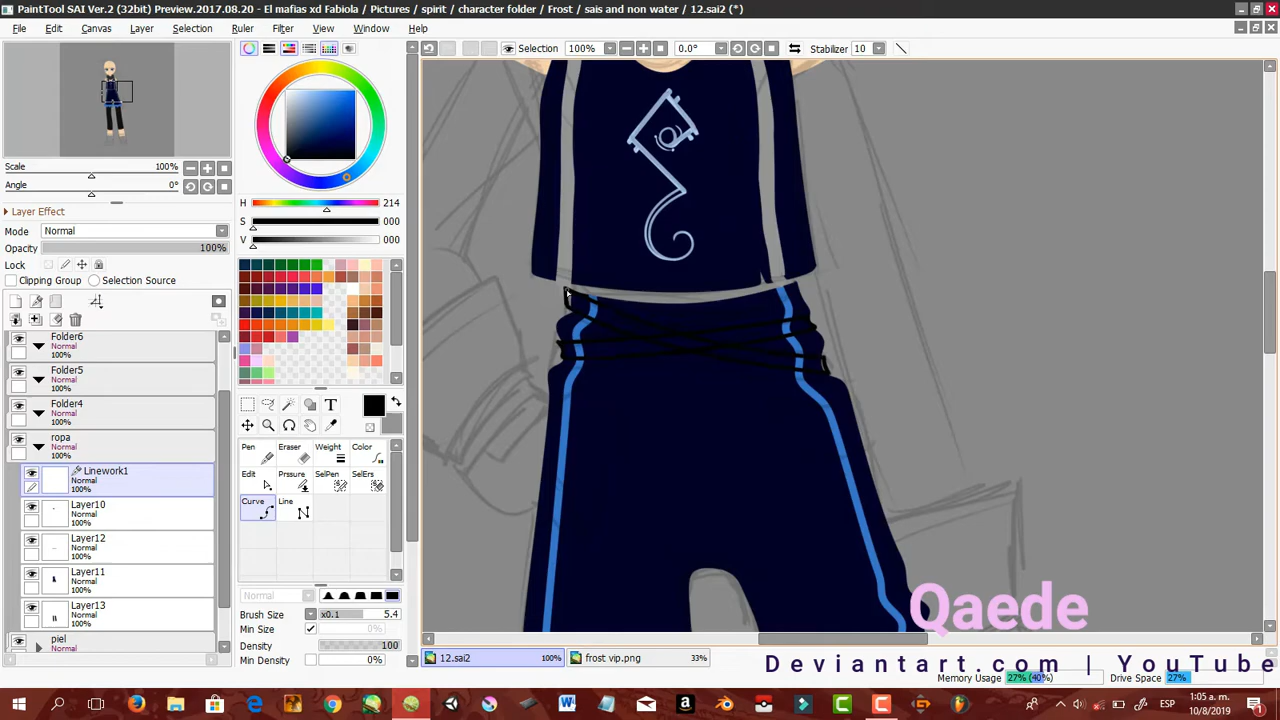 PaintTool SAI Ver.2 (32bit) Preview.2017.08.20 - El mafias xd Fabiola / Pictures / spirit / character folder / Frost / sais and non water / 12.sai2 (*)
File Edit Canvas Layer Selection Ruler Filter View Window Help
Selection 100% 0.0° Stabilizer 10
Scale 100%
Angle 0°
Layer Effect
Mode Normal
Opacity 100%
Lock
Clipping Group Selection Source
Folder6
Normal
100%
Folder5
Normal
100%
Folder4
Normal
100%
ropa
Normal
100%
Linework1
Normal
100%
Layer10
Normal
100%
Layer12
Normal
100%
Layer11
Normal
100%
Layer13
Normal
100%
piel
Normal
H 214
S 000
V 000
T
Pen Eraser Weight Color
Edit Prssure SelPen SelErs
Curve Line
Normal
Brush Size x0.1 5.4
Min Size 0%
Density 100
Min Density 0%
12.sai2 100% frost vip.png 33%
Qaede
Deviantart.com | YouTube
Memory Usage 27% (40%) Drive Space 27%
ESP 1:05 a. m.
10/8/2019